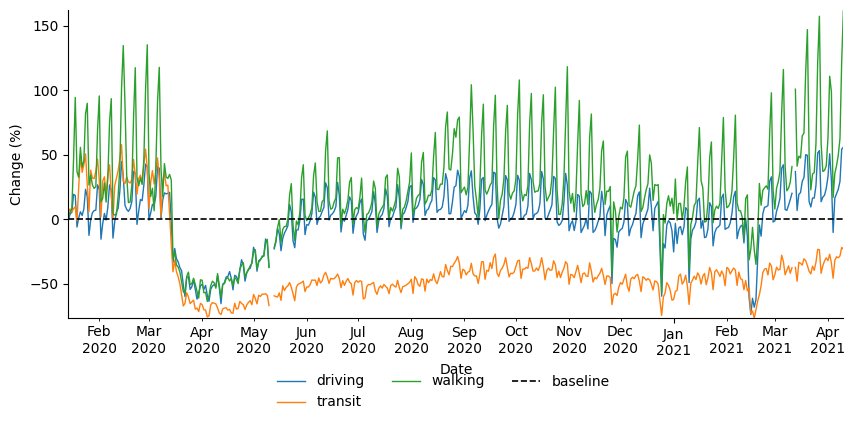 Change (%)
150
100
50
0
−50
Feb Mar Apr May Jun Jul Aug Sep Oct Nov Dec Jan Feb Mar Apr
2020 2020 2020 2020 2020 2020 2020 2020 2020 2020 2020 2021 2021 2021 2021
Date
driving walking baseline
transit